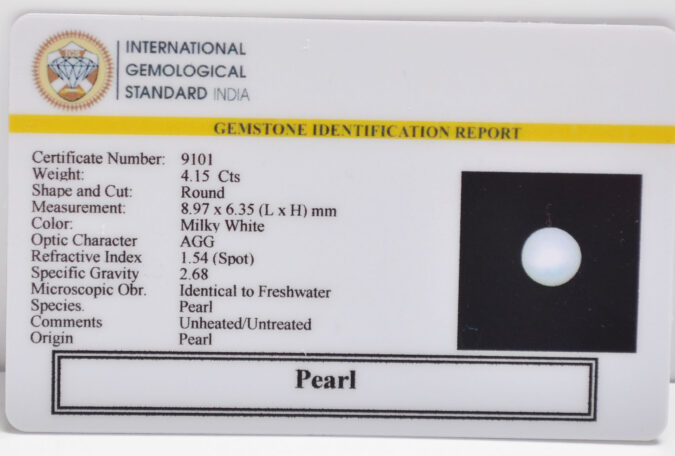 IGS
INTERNATIONAL
GEMOLOGICAL
STANDARD INDIA
GEMSTONE IDENTIFICATION REPORT
Certificate Number: 9101
Weight: 4.15 Cts
Shape and Cut: Round
Measurement: 8.97 x 6.35 (L x H) mm
Color: Milky White
Optic Character AGG
Refractive Index 1.54 (Spot)
Specific Gravity 2.68
Microscopic Obr. Identical to Freshwater
Species. Pearl
Comments Unheated/Untreated
Origin Pearl
Pearl